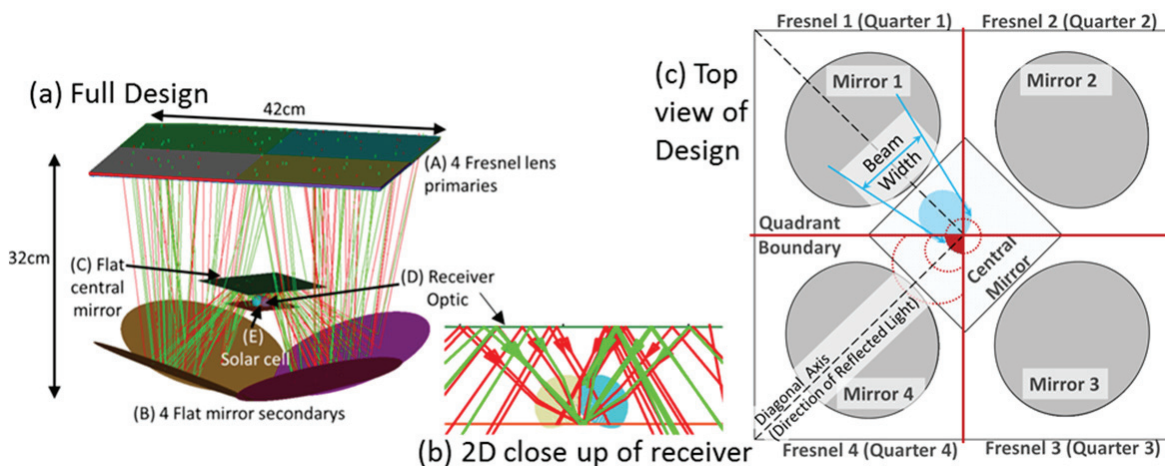 (a) Full Design
42cm
(A) 4 Fresnel lens
primaries
32cm
(C) Flat
central
mirror
(D) Receiver
Optic
(E)
Solar cell
(B) 4 Flat mirror secondarys
(b) 2D close up of receiver
(c) Top
view of
Design
Fresnel 1 (Quarter 1)
Fresnel 2 (Quarter 2)
Mirror 1
Mirror 2
Beam
Width
Quadrant
Boundary
Central
Mirror
Diagonal Axis
(Direction of Reflected Light)
Mirror 4
Mirror 3
Fresnel 4 (Quarter 4)
Fresnel 3 (Quarter 3)